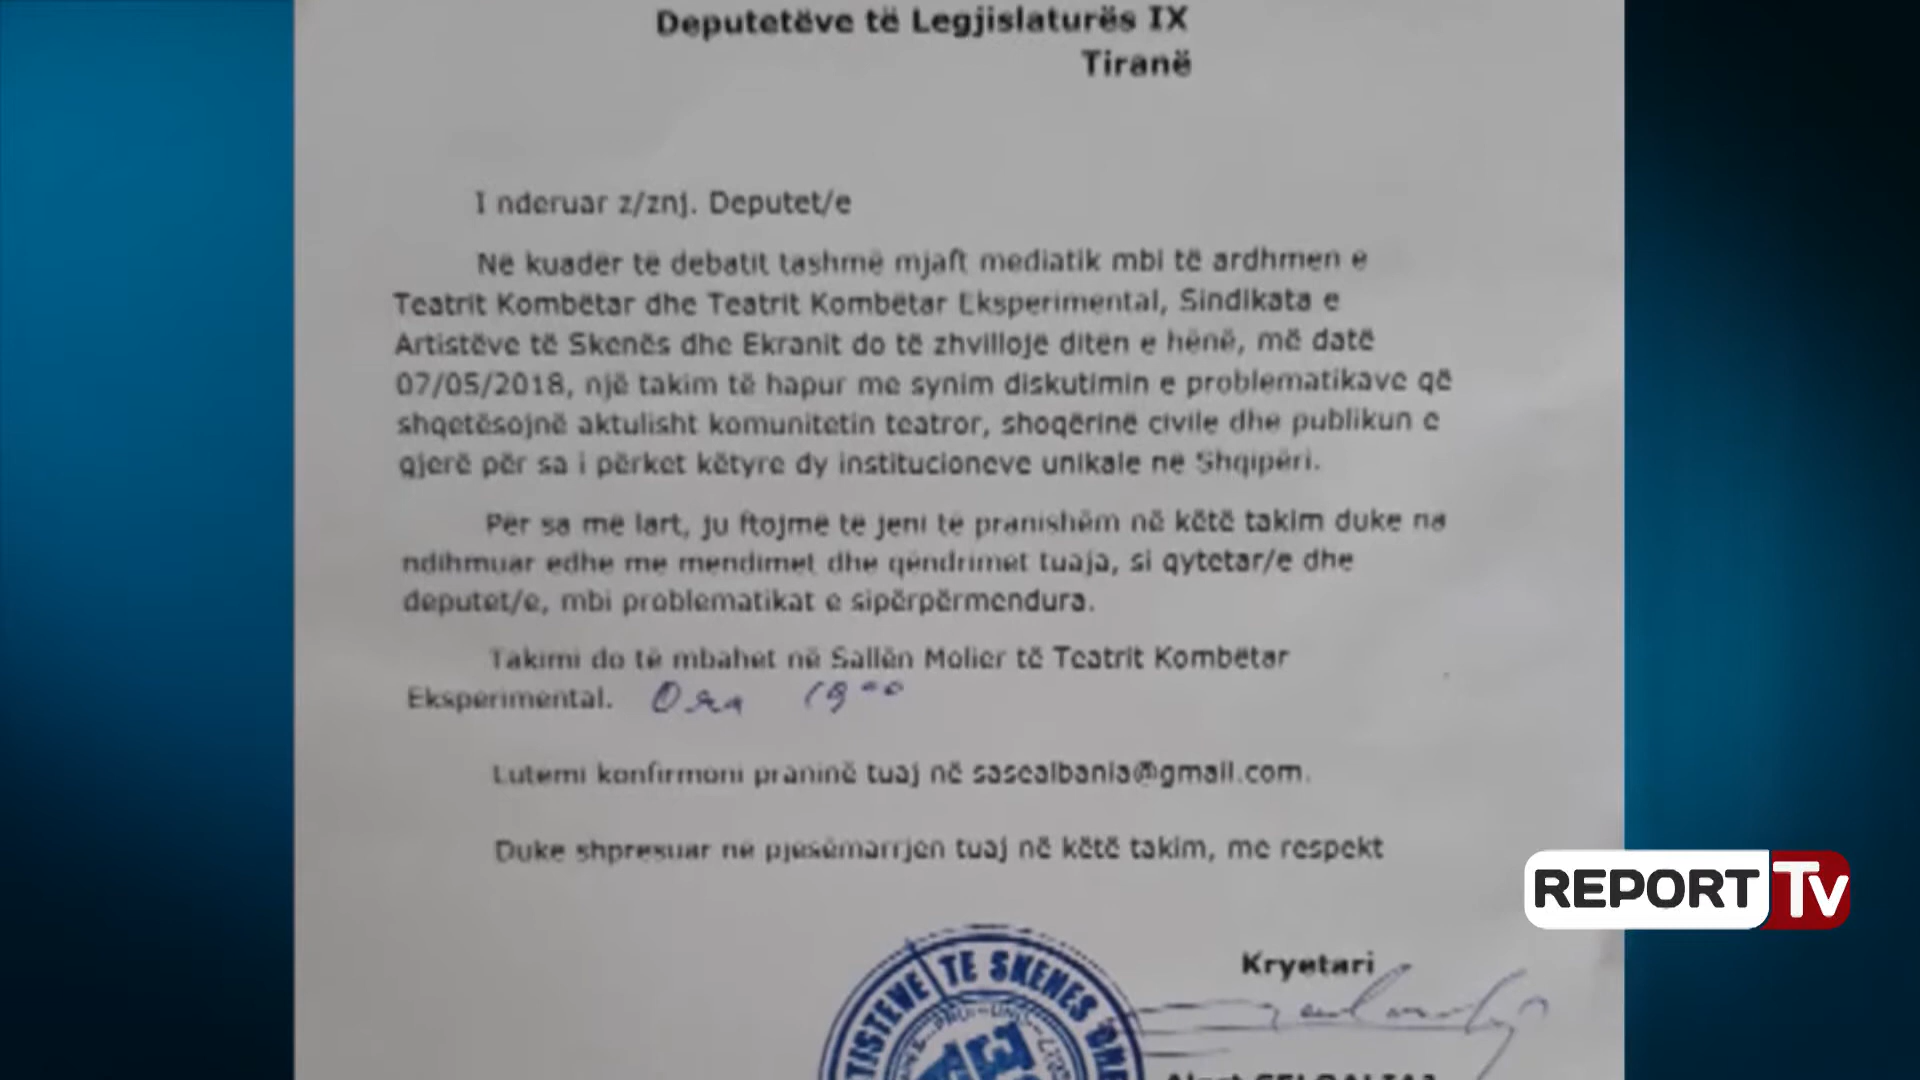 Deputetëve të Legjislaturës IX
Tiranë
I nderuar z/znj. Deputet/e
Në kuadër të debatit tashmë mjaft mediatik mbi të ardhmen e
Teatrit Kombëtar dhe Teatrit Kombëtar Eksperimental, Sindikata e
Artistëve të Skenës dhe Ekranit do të zhvillojë ditën e hënë, më datë
07/05/2018, një takim të hapur me synim diskutimin e problematikave që
shqetësojnë aktulisht komunitetin teatror, shoqërinë civile dhe publikun e
gjerë për sa i përket këtyre dy institucioneve unikale në Shqipëri.
Për sa më lart, ju ftojmë të jeni të pranishëm në këtë takim duke na
ndihmuar edhe me mendimet dhe qëndrimet tuaja, si qytetar/e dhe
deputet/e, mbi problematikat e sipërpërmendura.
Takimi do të mbahet në Sallën Molier të Teatrit Kombëtar
Eksperimental. Ora 19⁰⁰
Lutemi konfirmoni praninë tuaj në sasealbania@gmail.com.
Duke shpresuar në pjesëmarrjen tuaj në këtë takim, me respekt
REPORT Tv
Kryetari
TISTEVE TE SKENES DHE